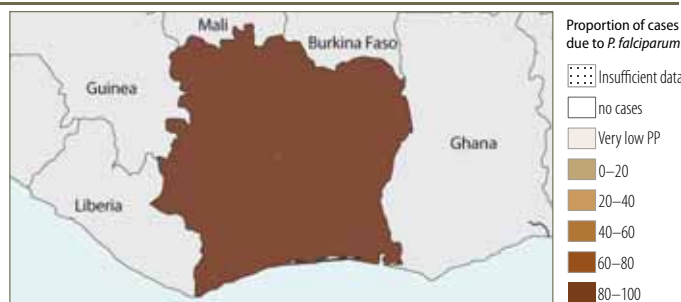 Mali
Burkina Faso
Guinea
Ghana
Liberia
Proportion of cases
due to P. falciparum
Insufficient data
no cases
Very low PP
0–20
20–40
40–60
60–80
80–100